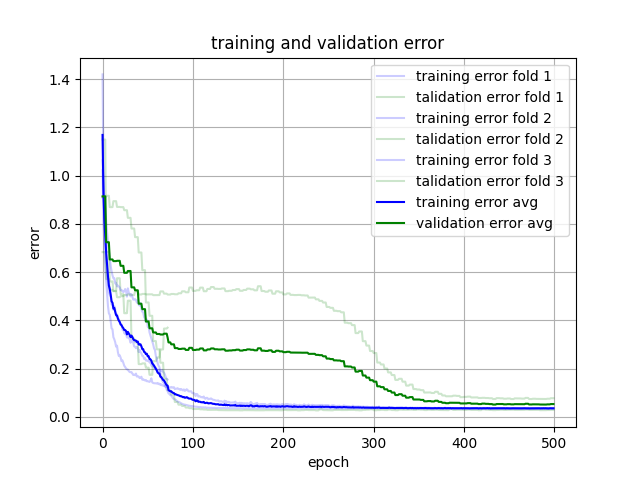 training and validation error
1.4
1.2
1.0
0.8
0.6
0.4
0.2
0.0
error
training error fold 1
talidation error fold 1
training error fold 2
talidation error fold 2
training error fold 3
talidation error fold 3
training error avg
validation error avg
0 100 200 300 400 500
epoch